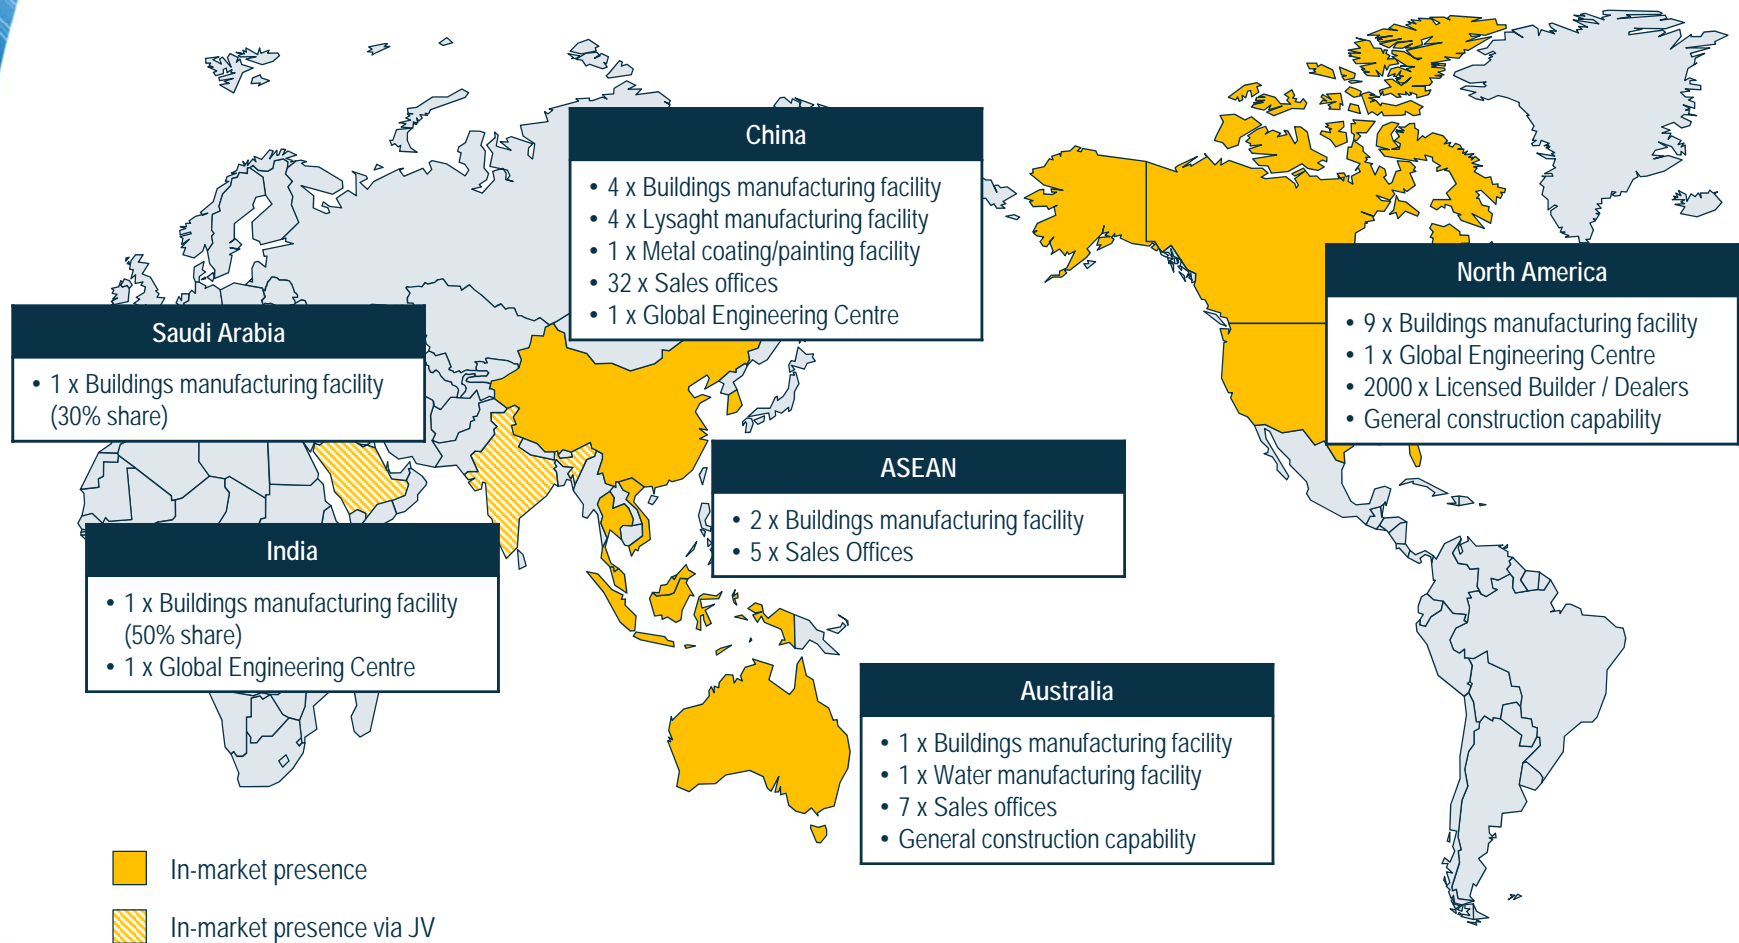 China
• 4 x Buildings manufacturing facility
• 4 x Lysaght manufacturing facility
• 1 x Metal coating/painting facility
• 32 x Sales offices
• 1 x Global Engineering Centre
North America
• 9 x Buildings manufacturing facility
• 1 x Global Engineering Centre
• 2000 x Licensed Builder / Dealers
• General construction capability
Saudi Arabia
• 1 x Buildings manufacturing facility
(30% share)
ASEAN
• 2 x Buildings manufacturing facility
• 5 x Sales Offices
India
• 1 x Buildings manufacturing facility
(50% share)
• 1 x Global Engineering Centre
Australia
• 1 x Buildings manufacturing facility
• 1 x Water manufacturing facility
• 7 x Sales offices
• General construction capability
In-market presence
In-market presence via JV